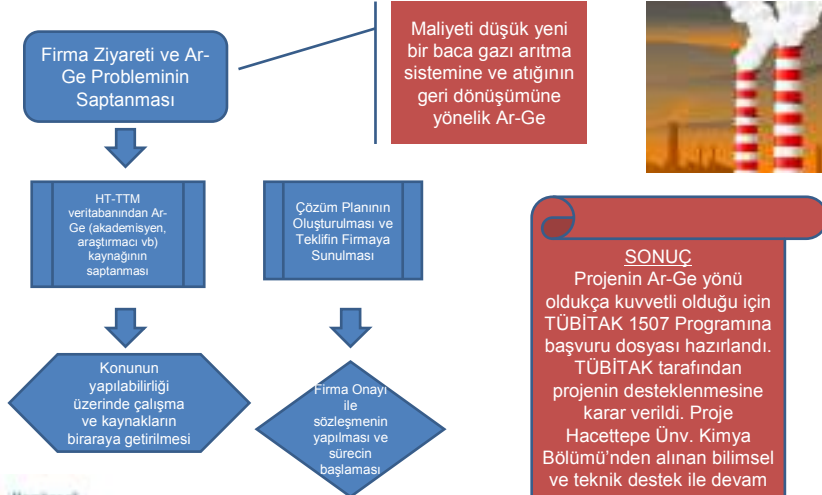 Firma Ziyareti ve Ar-
Ge Probleminin
Saptanması
Maliyeti düşük yeni
bir baca gazı arıtma
sistemine ve atığının
geri dönüşümüne
yönelik Ar-Ge
HT-TTM
veritabanından Ar-
Ge (akademisyen,
araştırmacı vb)
kaynağının
saptanması
Çözüm Planının
Oluşturulması ve
Teklifin Firmaya
Sunulması
Konunun
yapılabilirliği
üzerinde çalışma
ve kaynakların
biraraya getirilmesi
Firma Onayı
ile
sözleşmenin
yapılması ve
sürecin
başlaması
SONUÇ
Projenin Ar-Ge yönü
oldukça kuvvetli olduğu için
TÜBİTAK 1507 Programına
başvuru dosyası hazırlandı.
TÜBİTAK tarafından
projenin desteklenmesine
karar verildi. Proje
Hacettepe Ünv. Kimya
Bölümü’nden alınan bilimsel
ve teknik destek ile devam